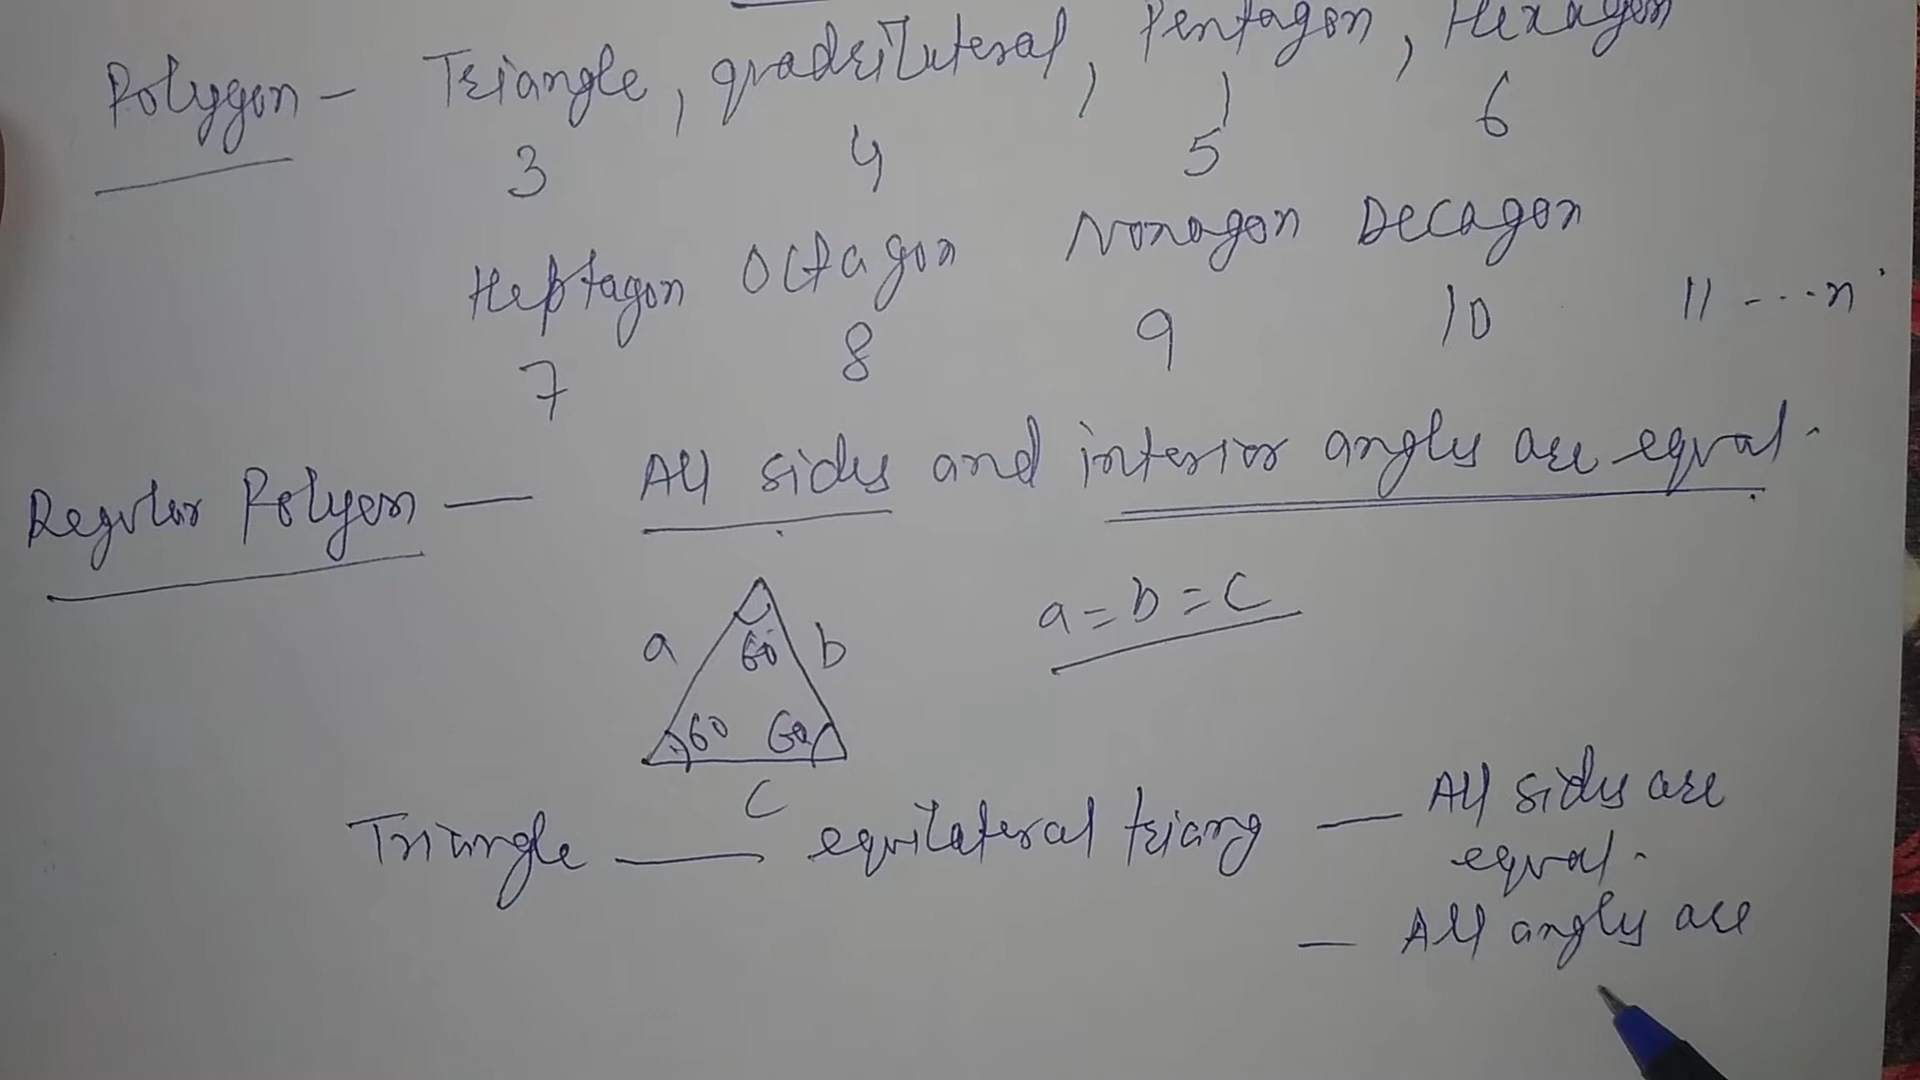 Polygon - Triangle, quadrilateral, Pentagon, Hexagon
3 4 5 6
Heptagon Octagon Nonagon Decagon
7 8 9 10 11 ---n
Regular Polygon — All sides and interior angles are equal.
a 60 b a=b=c
60 60
c
Triangle — equilateral triang — All sides are
equal.
— All angles are